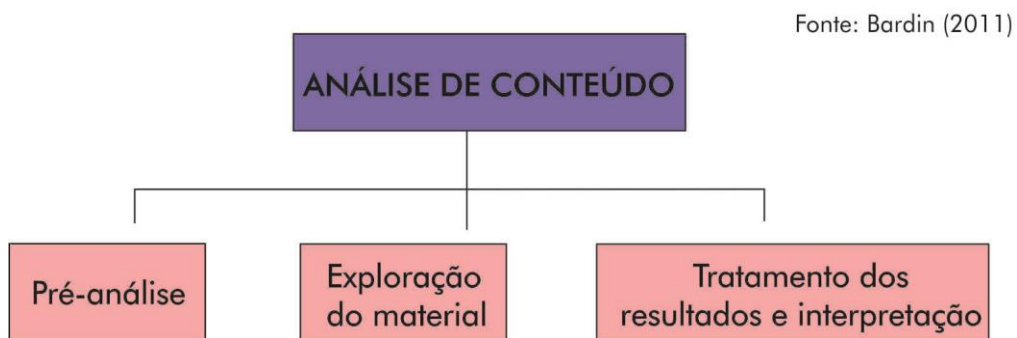 Fonte: Bardin (2011)
ANÁLISE DE CONTEÚDO
Pré-análise
Exploração
do material
Tratamento dos
resultados e interpretação